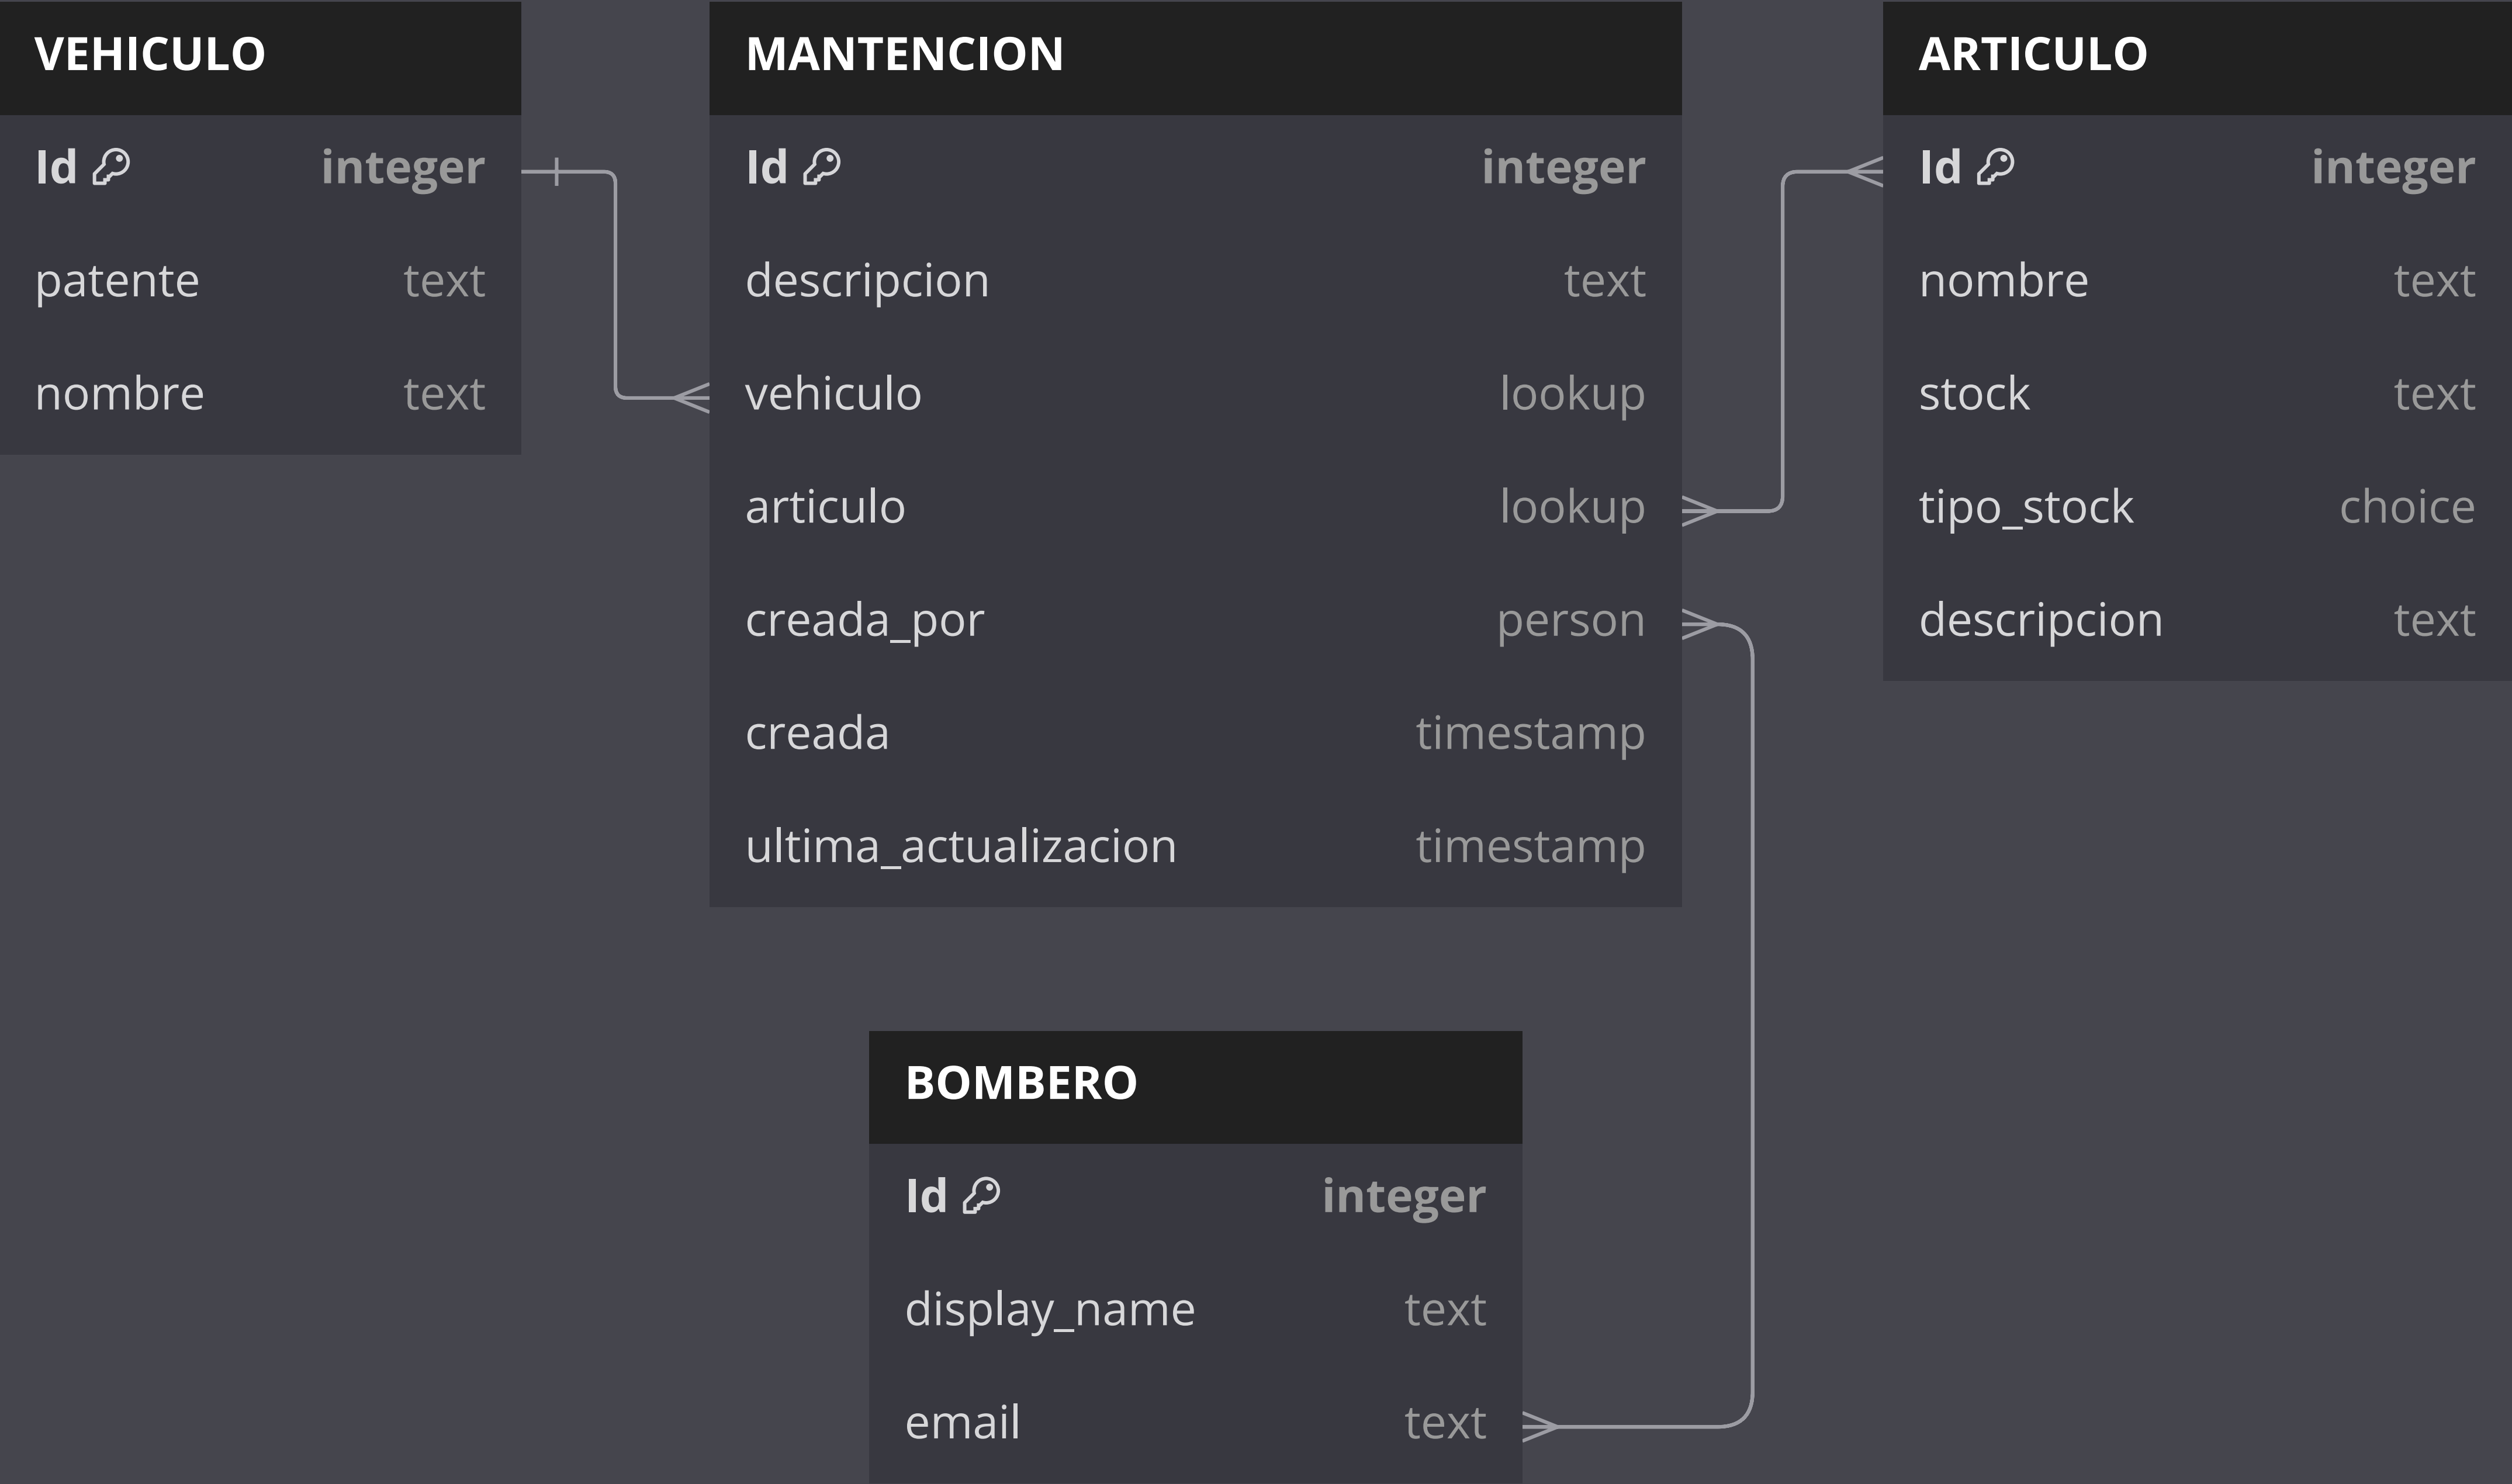 VEHICULO
Id integer
patente text
nombre text
MANTENCION
Id integer
descripcion text
vehiculo lookup
articulo lookup
creada_por person
creada timestamp
ultima_actualizacion timestamp
ARTICULO
Id integer
nombre text
stock text
tipo_stock choice
descripcion text
BOMBERO
Id integer
display_name text
email text